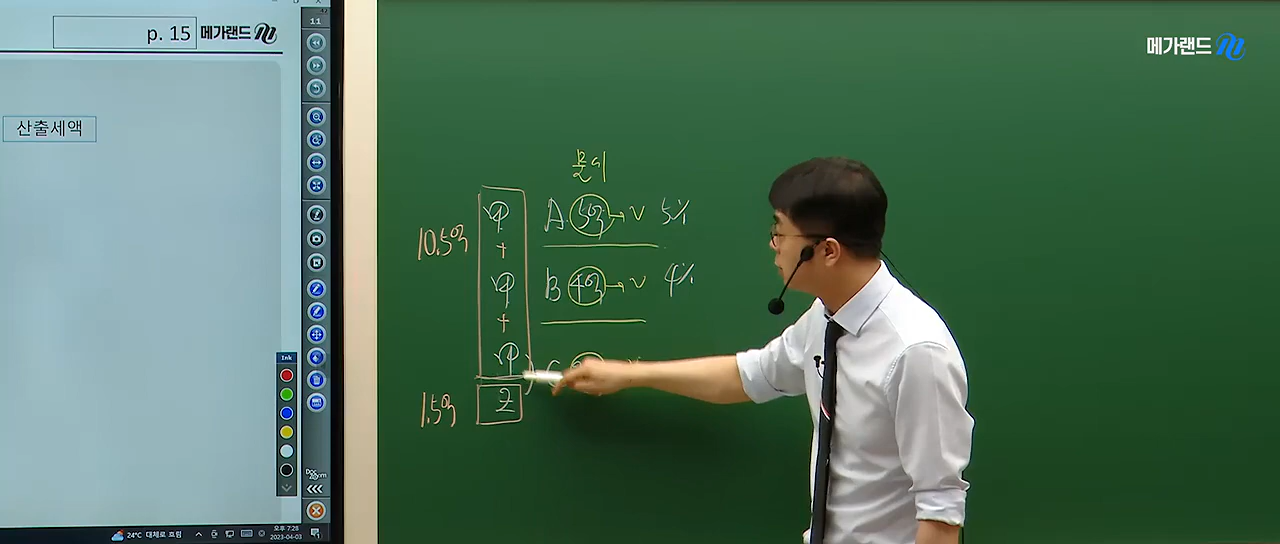 11
p. 15
메가랜드
메가랜드
산출세액
분세
10.5억
A. 5억 → V 5%
+
B 4억 → V 4%
+
1.5억
Z
Ink
24°C 대체로 흐림
오후 7:28
2023-04-03